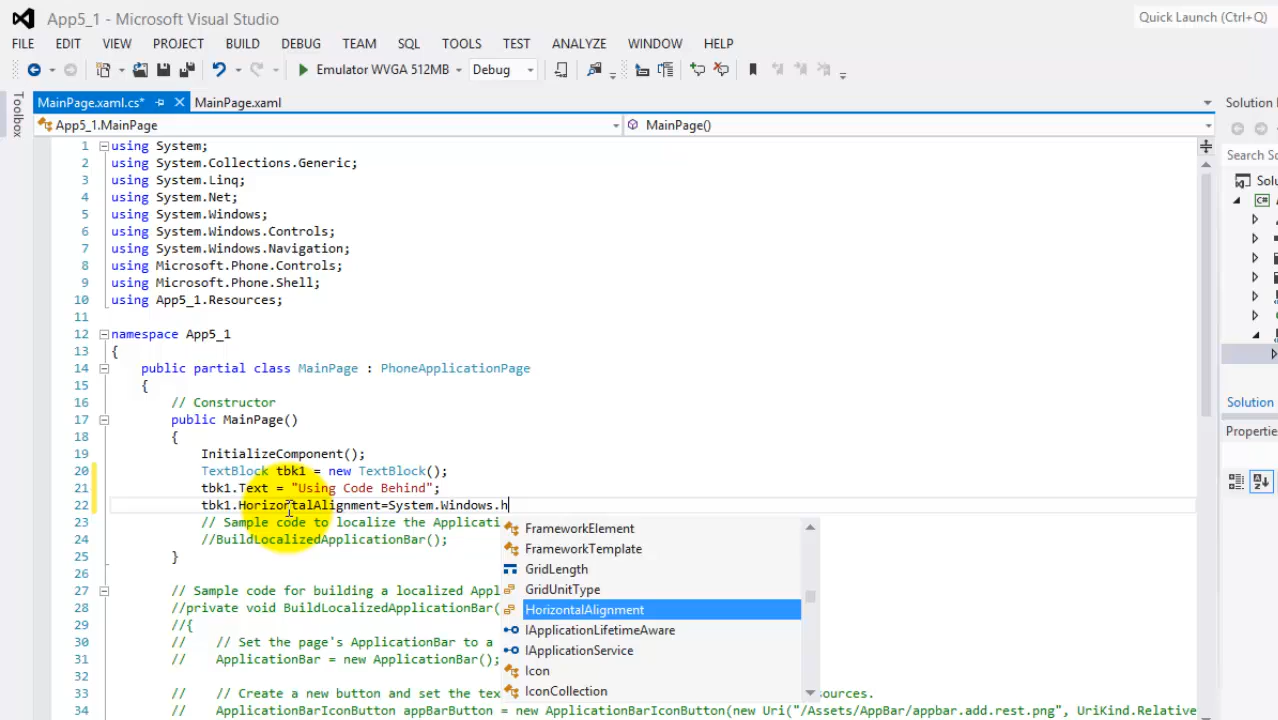 App5_1 - Microsoft Visual Studio
Quick Launch (Ctrl+Q)
FILE EDIT VIEW PROJECT BUILD DEBUG TEAM SQL TOOLS TEST ANALYZE WINDOW HELP
Emulator WVGA 512MB Debug
MainPage.xaml.cs* MainPage.xaml
Solution
Toolbox
App5_1.MainPage MainPage()
Search So
Solu
1 using System;
2 using System.Collections.Generic;
3 using System.Linq;
4 using System.Net;
5 using System.Windows;
6 using System.Windows.Controls;
7 using System.Windows.Navigation;
8 using Microsoft.Phone.Controls;
9 using Microsoft.Phone.Shell;
10 using App5_1.Resources;
11
12 namespace App5_1
13 {
14 public partial class MainPage : PhoneApplicationPage
15 {
16 // Constructor
17 public MainPage()
18 {
19 InitializeComponent();
20 TextBlock tbk1 = new TextBlock();
21 tbk1.Text = "Using Code Behind";
22 tbk1.HorizontalAlignment=System.Windows.h
23 // Sample code to localize the Applicati
24 //BuildLocalizedApplicationBar();
25 }
26
27 // Sample code for building a localized Appl
28 //private void BuildLocalizedApplicationBar(
29 //{
30 // // Set the page's ApplicationBar to a
31 // ApplicationBar = new ApplicationBar();
32
33 // // Create a new button and set the tex ources.
34 // ApplicationBarIconButton appBarButton = new ApplicationBarIconButton(new Uri("/Assets/AppBar/appbar.add.rest.png", UriKind.Relative
FrameworkElement
FrameworkTemplate
GridLength
GridUnitType
HorizontalAlignment
IApplicationLifetimeAware
IApplicationService
Icon
IconCollection
C#
Solution
Properti